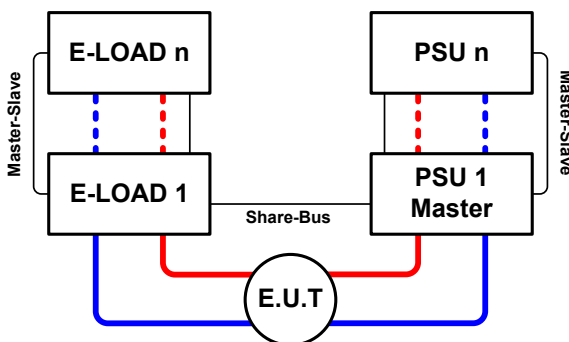 E-LOAD n
PSU n
Master-Slave
Master-Slave
E-LOAD 1
PSU 1
Master
Share-Bus
E.U.T